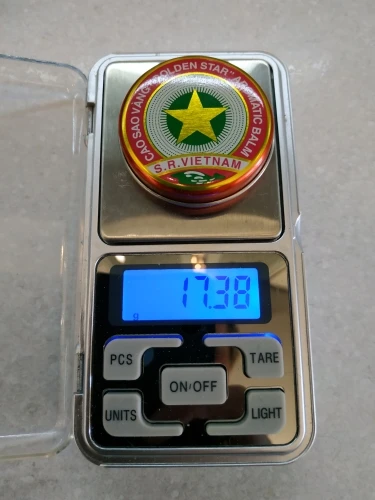 CAO SAO VÀNG "GOLDEN STAR" AROMATIC BALM
S.R.VIETNAM
17.38
g
PCS
TARE
ON/OFF
UNITS
LIGHT